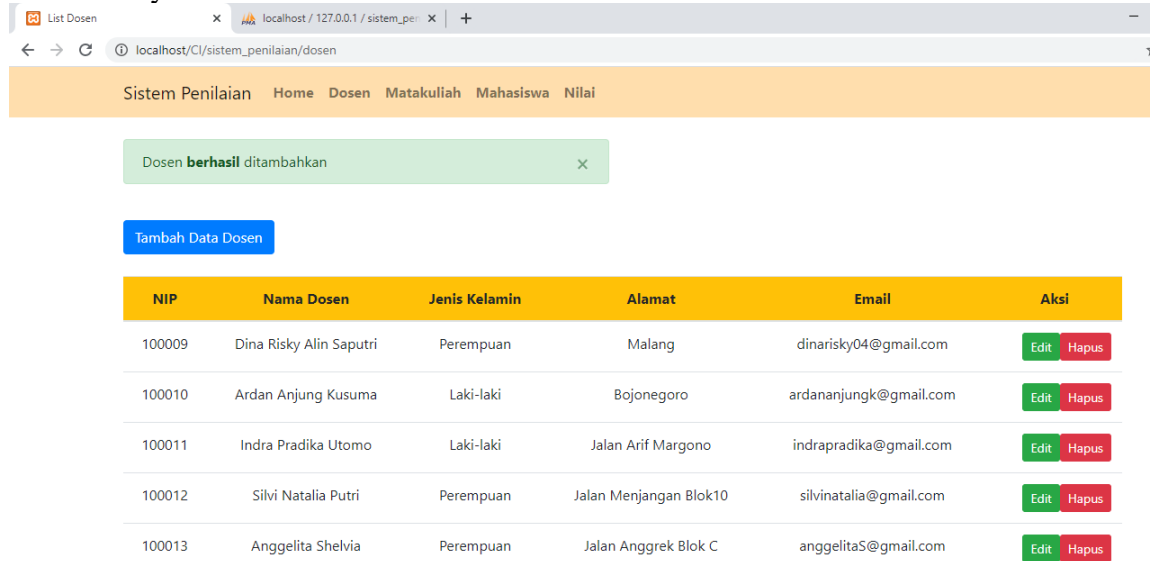 List Dosen × localhost / 127.0.0.1 / sistem_per × +
localhost/CI/sistem_penilaian/dosen
Sistem Penilaian Home Dosen Matakuliah Mahasiswa Nilai
Dosen berhasil ditambahkan ×
Tambah Data Dosen
NIP Nama Dosen Jenis Kelamin Alamat Email Aksi
100009 Dina Risky Alin Saputri Perempuan Malang dinarisky04@gmail.com Edit Hapus
100010 Ardan Anjung Kusuma Laki-laki Bojonegoro ardananjungk@gmail.com Edit Hapus
100011 Indra Pradika Utomo Laki-laki Jalan Arif Margono indrapradika@gmail.com Edit Hapus
100012 Silvi Natalia Putri Perempuan Jalan Menjangan Blok10 silvinatalia@gmail.com Edit Hapus
100013 Anggelita Shelvia Perempuan Jalan Anggrek Blok C anggelitaS@gmail.com Edit Hapus